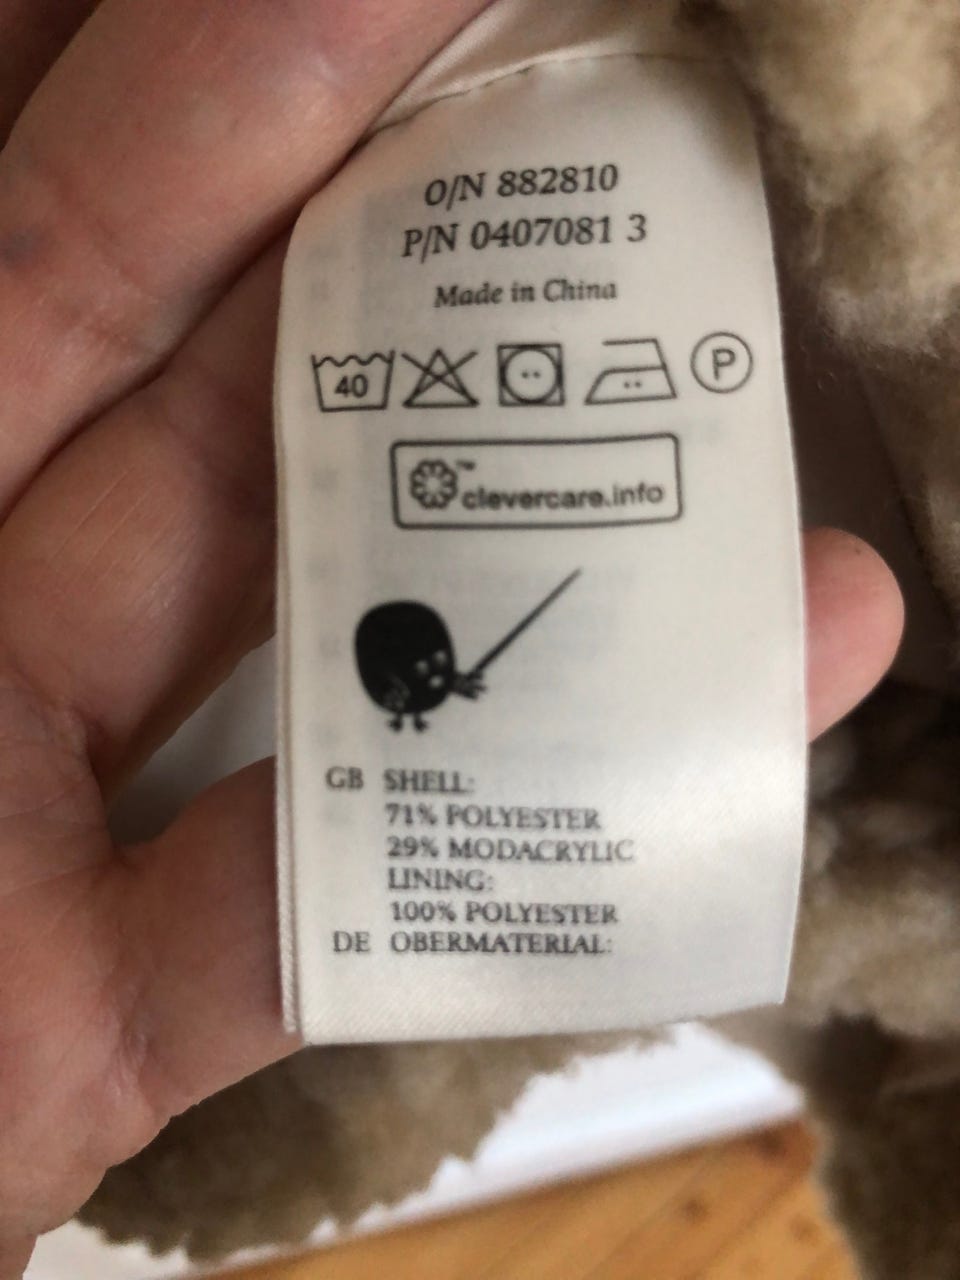 O/N 882810
P/N 0407081 3
Made in China
40 P
™ clevercare.info
GB SHELL:
71% POLYESTER
29% MODACRYLIC
LINING:
100% POLYESTER
DE OBERMATERIAL: